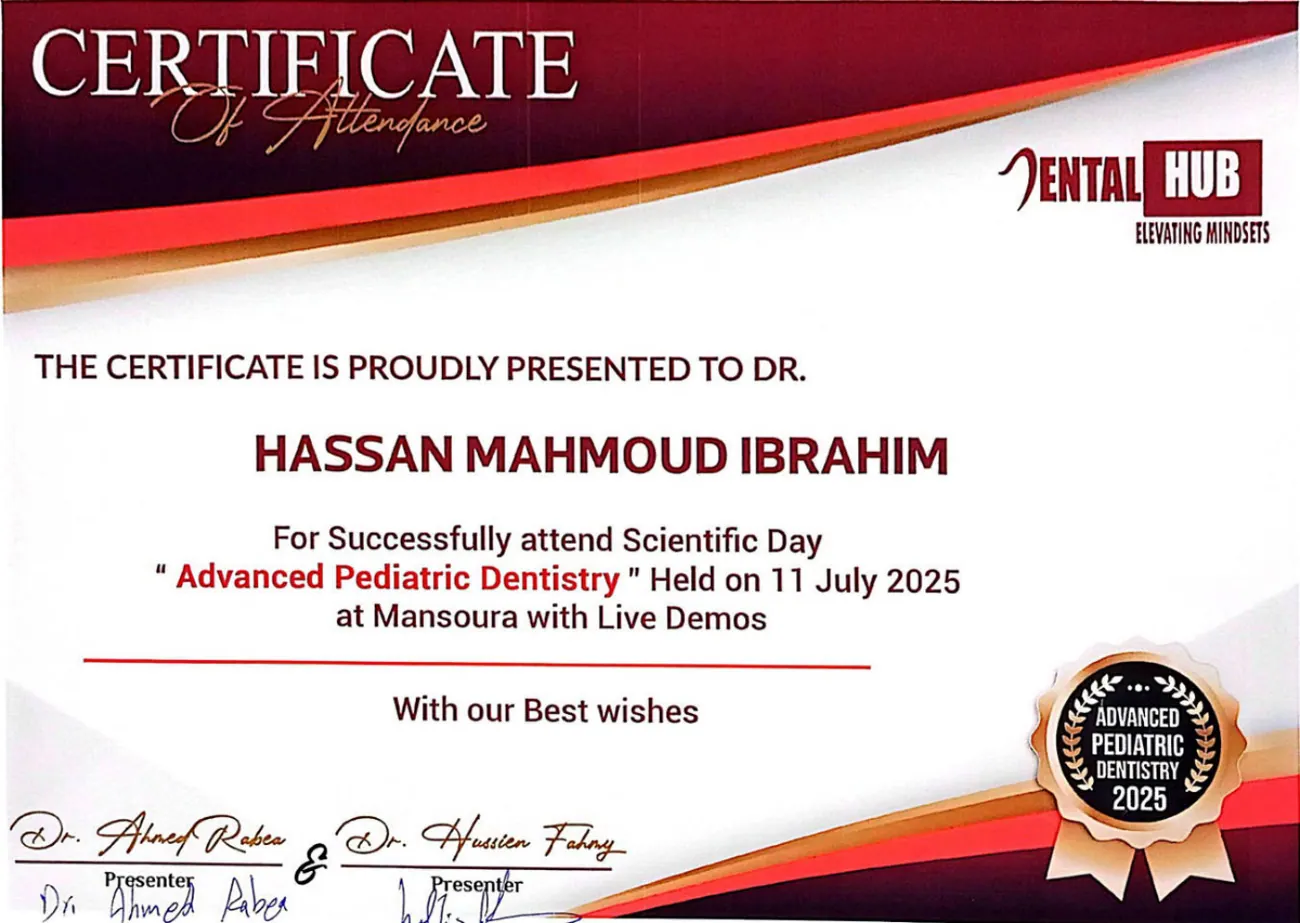 CERTIFICATE
Of Attendance
DENTAL HUB
ELEVATING MINDSETS
THE CERTIFICATE IS PROUDLY PRESENTED TO DR.
HASSAN MAHMOUD IBRAHIM
For Successfully attend Scientific Day
“ Advanced Pediatric Dentistry ” Held on 11 July 2025
at Mansoura with Live Demos
With our Best wishes
ADVANCED
PEDIATRIC
DENTISTRY
2025
Dr. Ahmed Rabea & Dr. Hussien Fahmy
Presenter Presenter
Dr. Ahmed Rabea